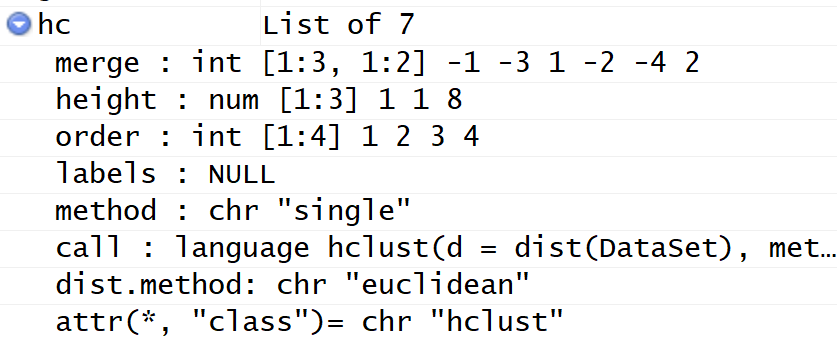 hc List of 7
merge : int [1:3, 1:2] -1 -3 1 -2 -4 2
height : num [1:3] 1 1 8
order : int [1:4] 1 2 3 4
labels : NULL
method : chr "single"
call : language hclust(d = dist(DataSet), met…
dist.method: chr "euclidean"
attr(*, "class")= chr "hclust"